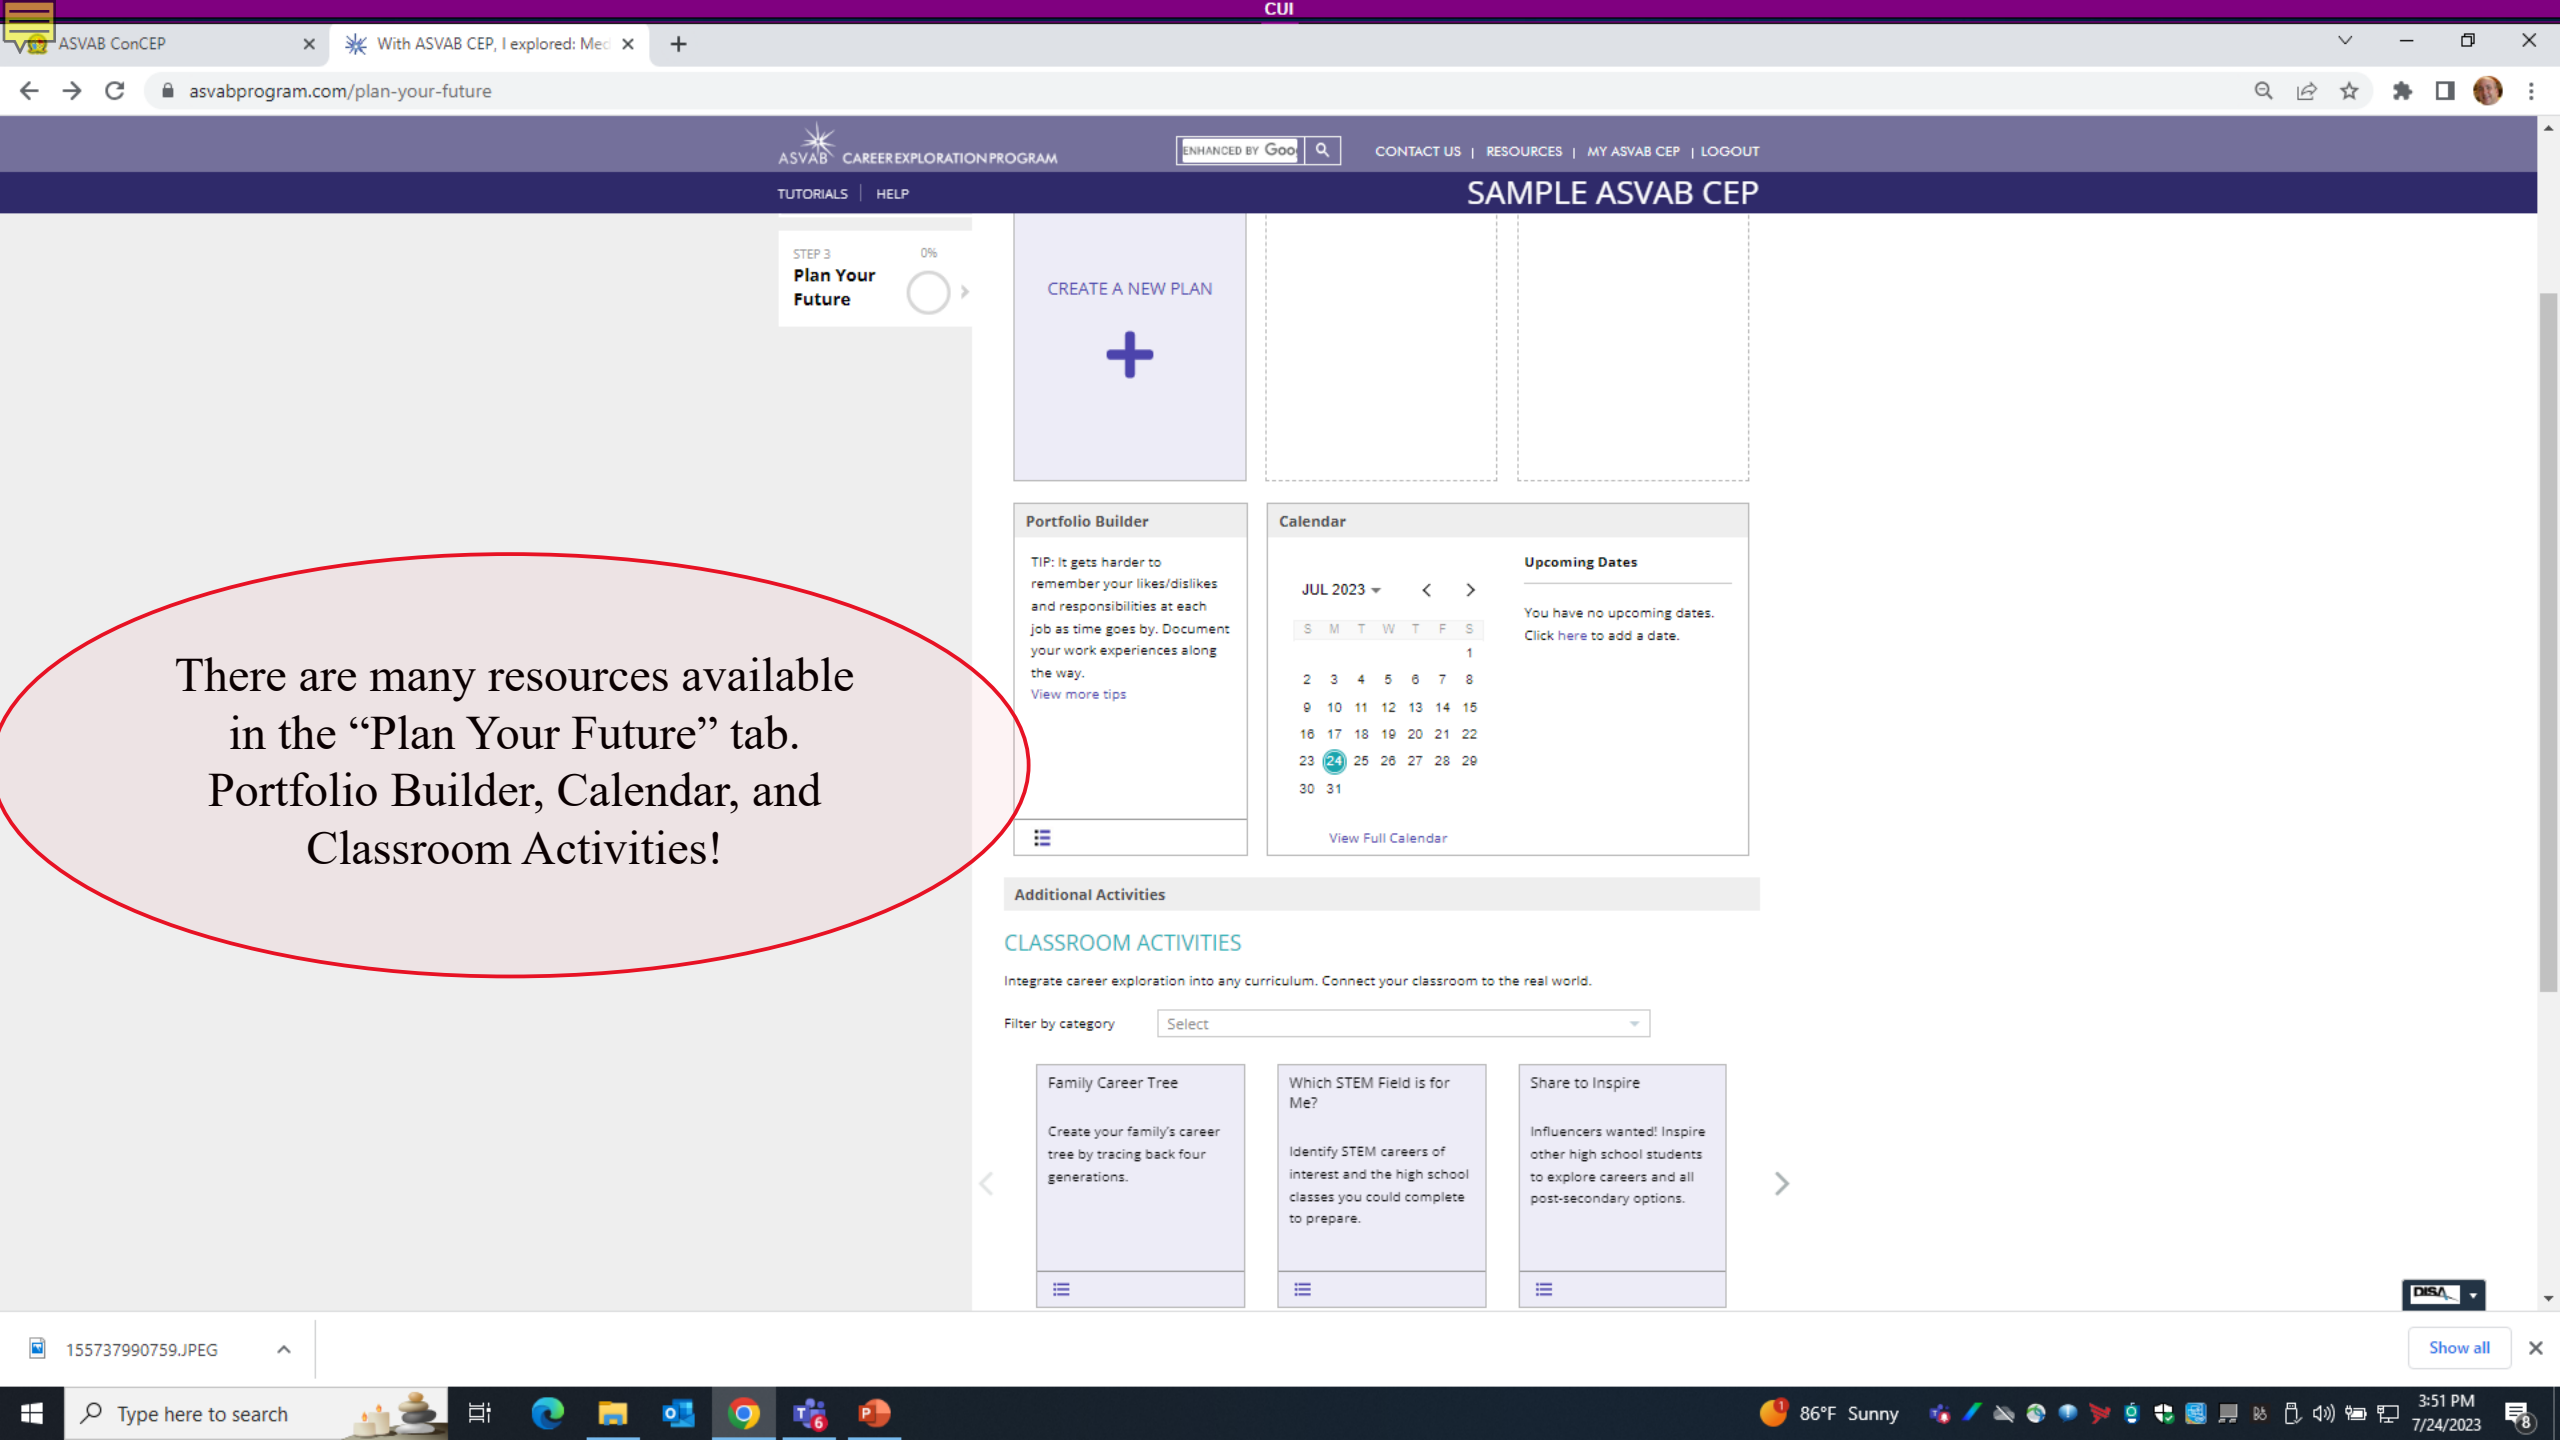 CUI
ASVAB ConCEP
With ASVAB CEP, I explored: Med
asvabprogram.com/plan-your-future
ASVAB CAREER EXPLORATION PROGRAM
ENHANCED BY Goo
CONTACT US | RESOURCES | MY ASVAB CEP | LOGOUT
TUTORIALS | HELP
SAMPLE ASVAB CEP
STEP 3
0%
Plan Your
Future
CREATE A NEW PLAN
Portfolio Builder
TIP: It gets harder to
remember your likes/dislikes
and responsibilities at each
job as time goes by. Document
your work experiences along
the way.
View more tips
Calendar
JUL 2023
S M T W T F S
1
2 3 4 5 6 7 8
9 10 11 12 13 14 15
16 17 18 19 20 21 22
23 24 25 26 27 28 29
30 31
View Full Calendar
Upcoming Dates
You have no upcoming dates.
Click here to add a date.
There are many resources available
in the “Plan Your Future” tab.
Portfolio Builder, Calendar, and
Classroom Activities!
Additional Activities
CLASSROOM ACTIVITIES
Integrate career exploration into any curriculum. Connect your classroom to the real world.
Filter by category
Select
Family Career Tree
Create your family's career
tree by tracing back four
generations.
Which STEM Field is for
Me?
Identify STEM careers of
interest and the high school
classes you could complete
to prepare.
Share to Inspire
Influencers wanted! Inspire
other high school students
to explore careers and all
post-secondary options.
DISA
155737990759.JPEG
Show all
Type here to search
6
1
86°F Sunny
3:51 PM
7/24/2023
8